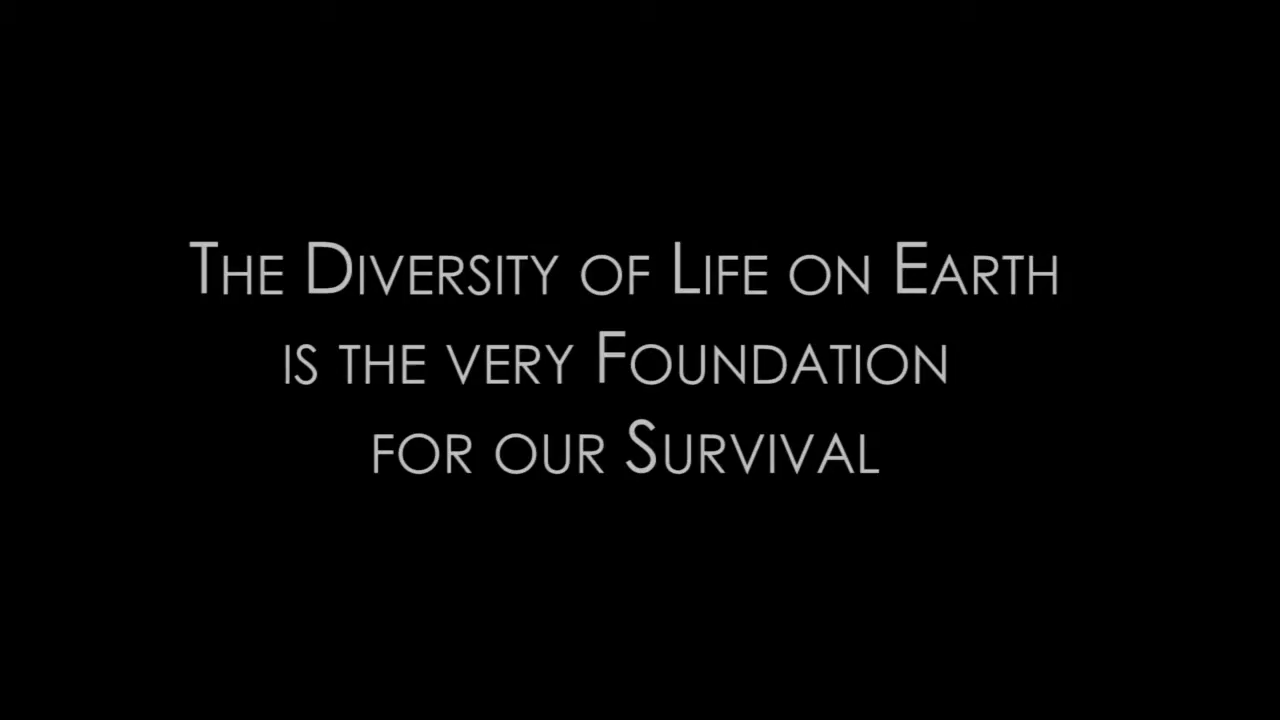 The Diversity of Life on Earth
is the very Foundation
for our Survival